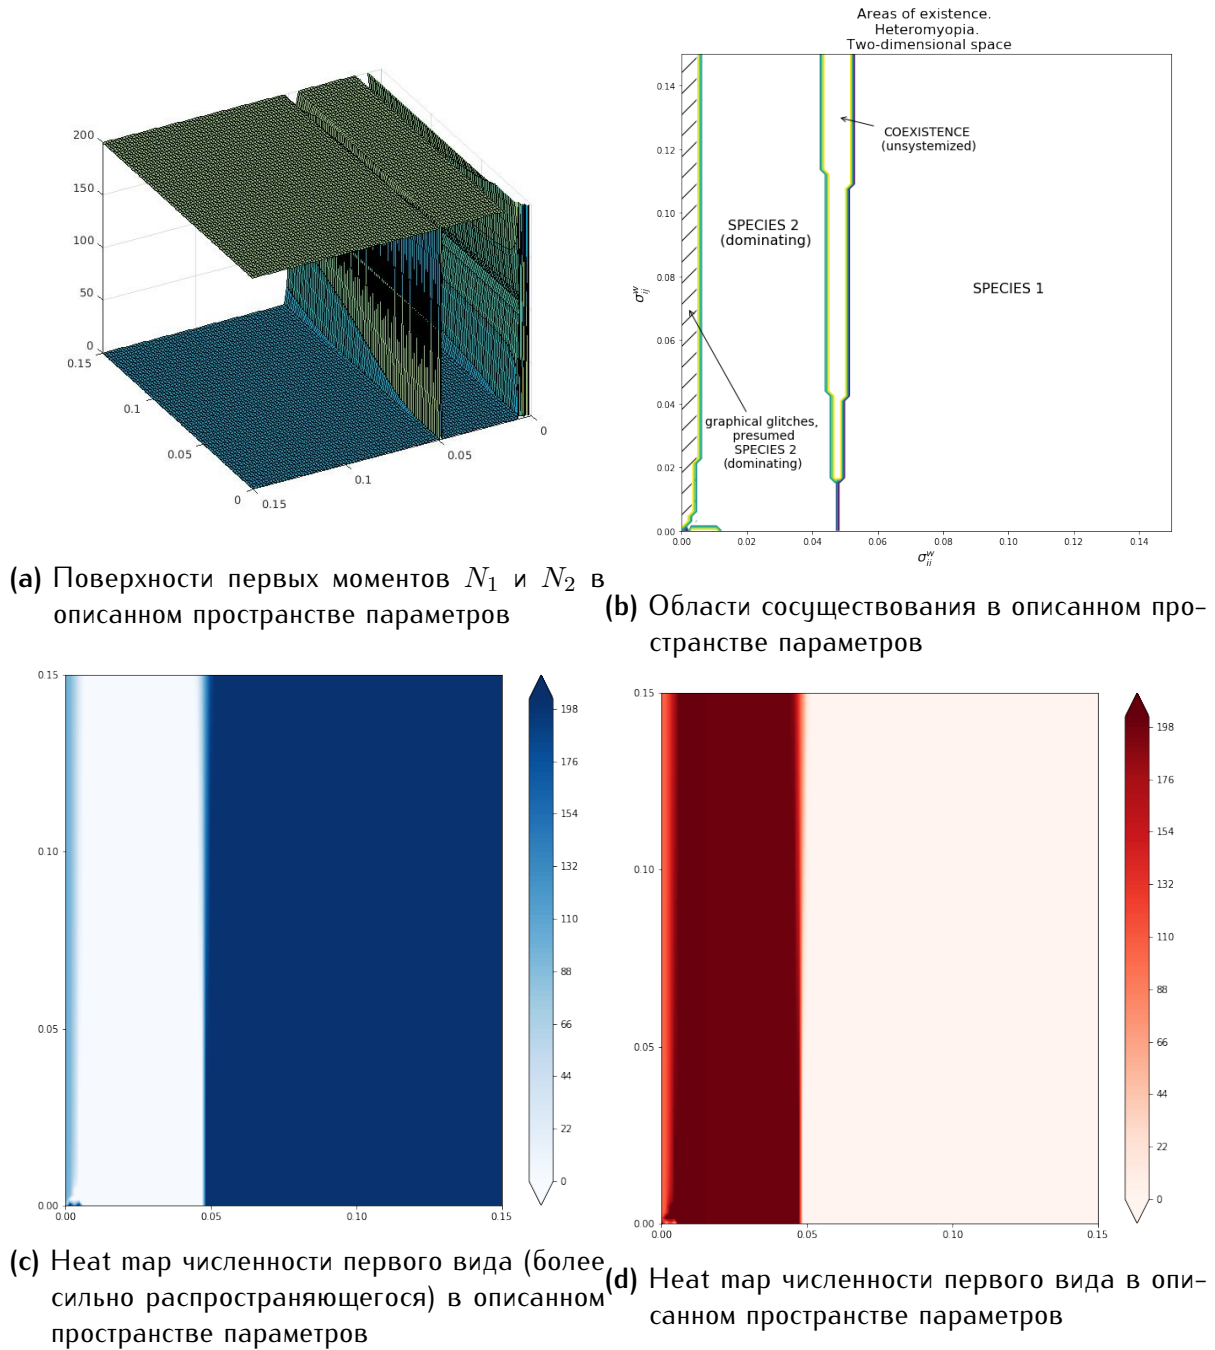 200
150
100
50
0
0.15
0.1
0.05
0
0.15
0.1
0.05
0
Areas of existence.
Heteromyopia.
Two-dimensional space
0.14
0.12
0.10
0.08
0.06
0.04
0.02
0.00
σ_{ij}^w
0.00 0.02 0.04 0.06 0.08 0.10 0.12 0.14
σ_{ii}^w
COEXISTENCE
(unsystemized)
SPECIES 2
(dominating)
SPECIES 1
graphical glitches,
presumed
SPECIES 2
(dominating)
(a) Поверхности первых моментов N_1 и N_2 в
описанном пространстве параметров
(b) Области сосуществования в описанном про-
странстве параметров
0.15
0.10
0.05
0.00
0.00 0.05 0.10 0.15
198
176
154
132
110
88
66
44
22
0
0.15
0.10
0.05
0.00
0.00 0.05 0.10 0.15
198
176
154
132
110
88
66
44
22
0
(c) Heat map численности первого вида (более
сильно распространяющегося) в описанном
пространстве параметров
(d) Heat map численности первого вида в опи-
санном пространстве параметров